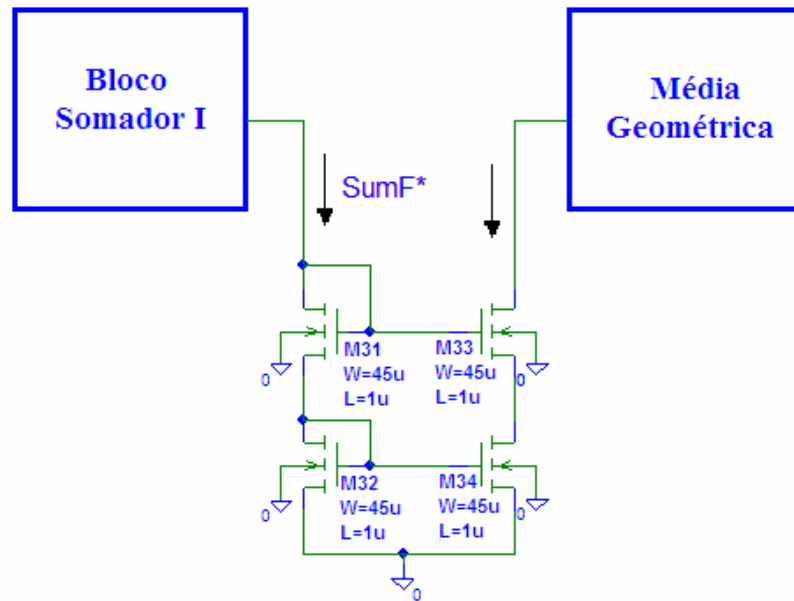 Bloco
Somador I
Média
Geométrica
SumF*
M31
W=45u
L=1u
M33
W=45u
L=1u
0
0
M32
W=45u
L=1u
M34
W=45u
L=1u
0
0
0